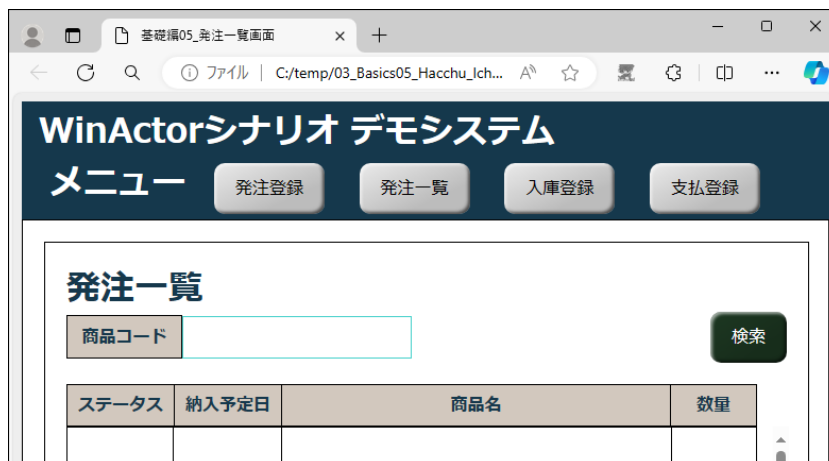 基礎編05_発注一覧画面
ファイル C:/temp/03_Basics05_Hacchu_Ich...
WinActorシナリオ デモシステム
メニュー 発注登録 発注一覧 入庫登録 支払登録
発注一覧
商品コード 検索
ステータス 納入予定日 商品名 数量